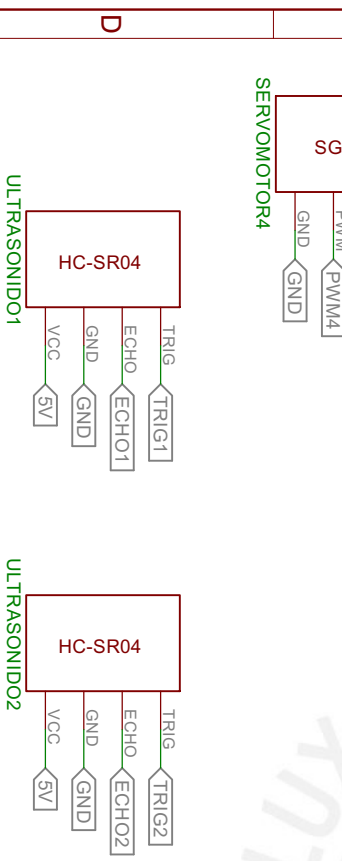 D
SERVOMOTOR4
SG
PWM
GND
PWM4
GND
ULTRASONIDO1
HC-SR04
TRIG
ECHO
GND
VCC
TRIG1
ECHO1
GND
5V
ULTRASONIDO2
HC-SR04
TRIG
ECHO
GND
VCC
TRIG2
ECHO2
GND
5V
LUX